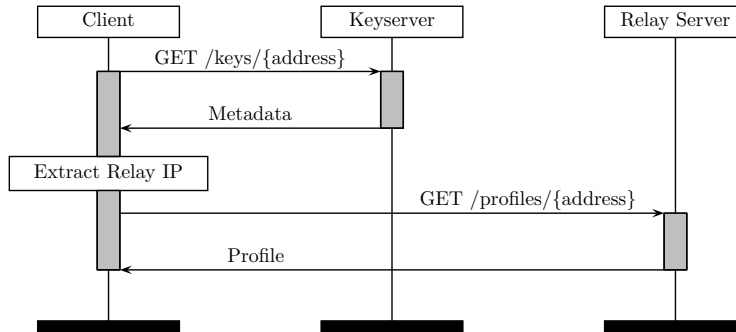 Client
Keyserver
Relay Server
GET /keys/{address}
Metadata
Extract Relay IP
GET /profiles/{address}
Profile